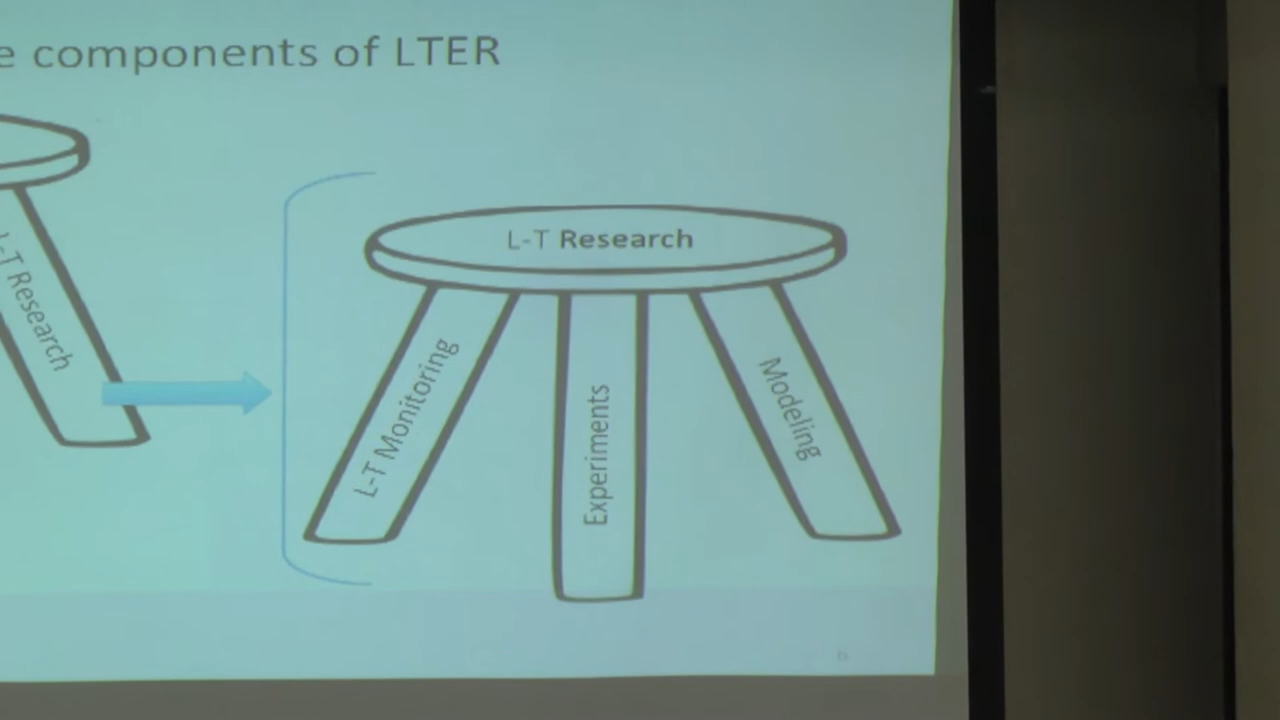 e components of LTER
L-T Research
L-T Research
L-T Monitoring
Experiments
Modeling